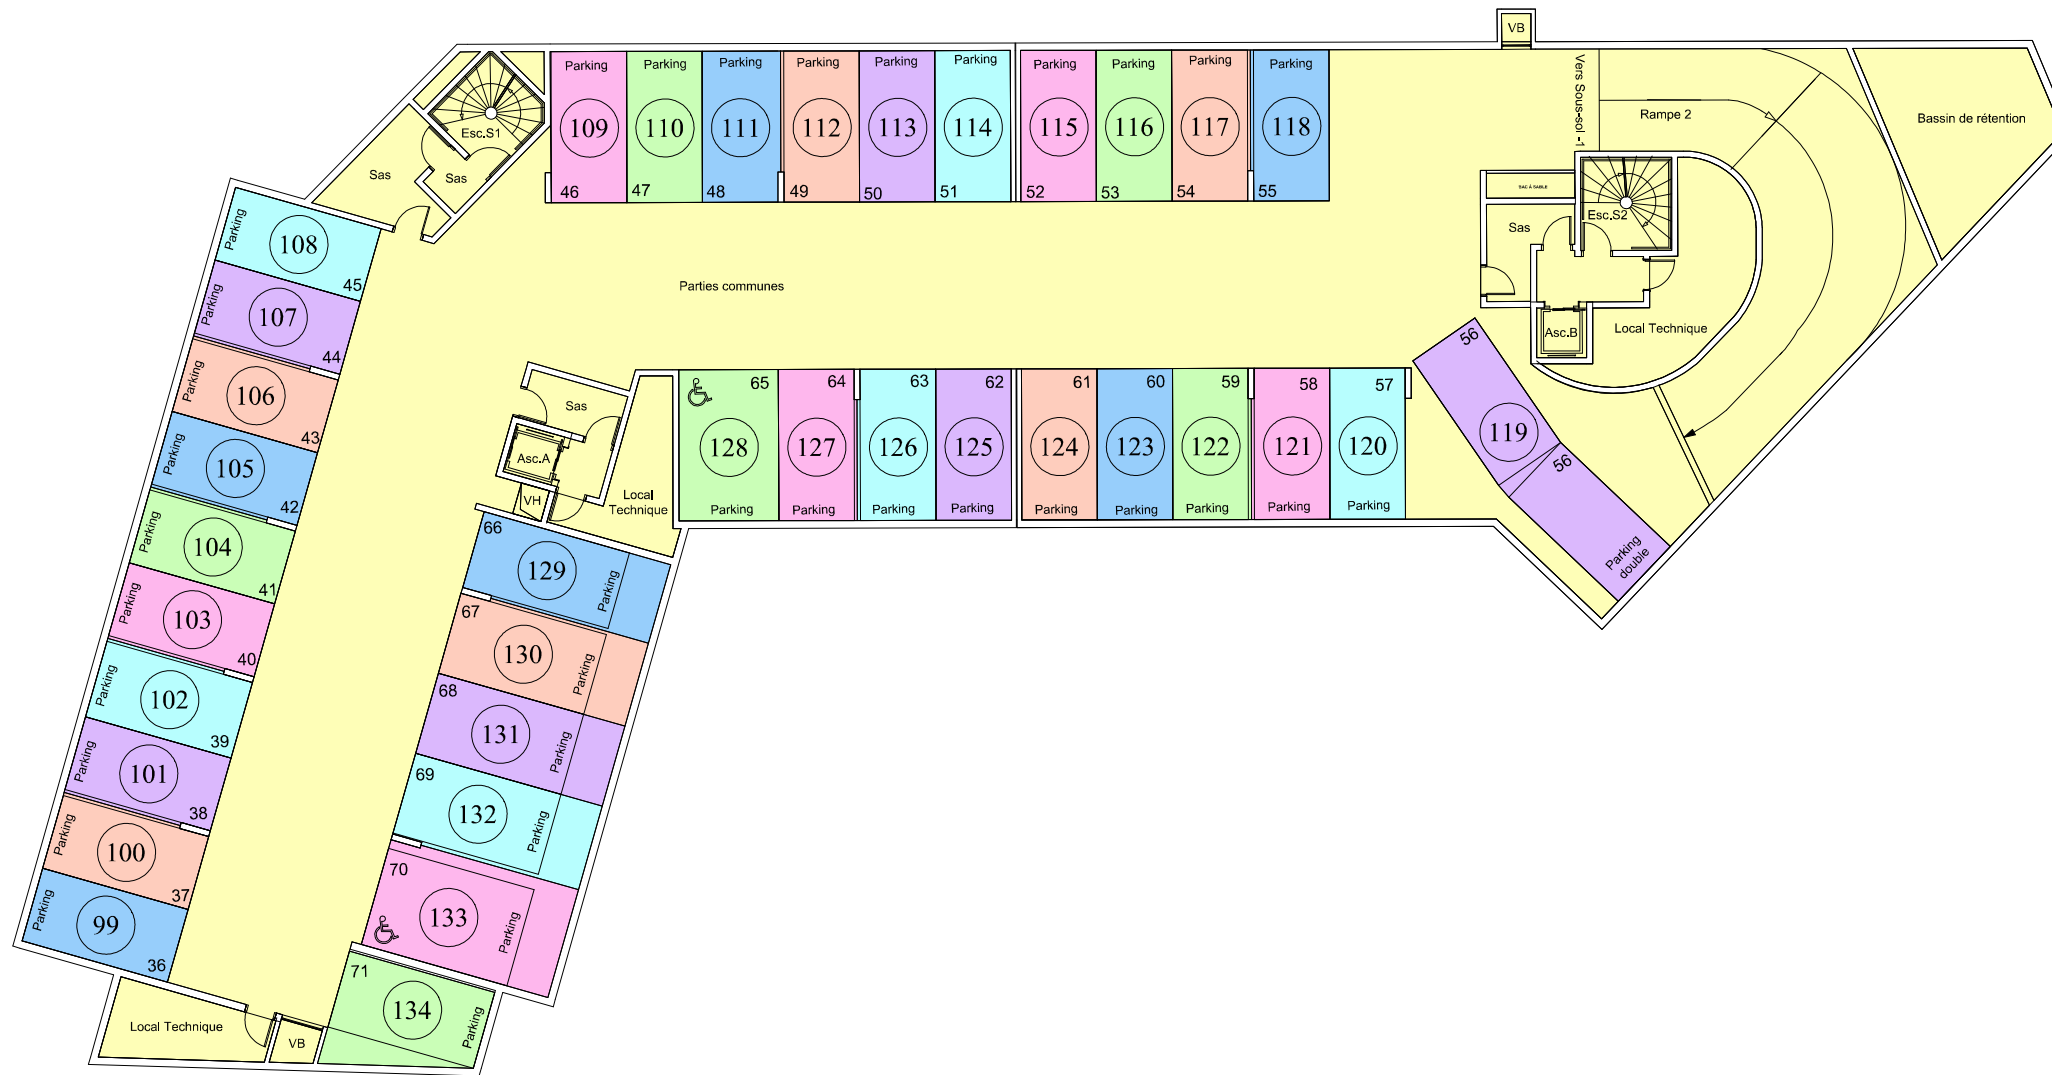 VB
Parking
Parking
Parking
Parking
Parking
Parking
Parking
Parking
Parking
Parking
109
110
111
112
113
114
115
116
117
118
46
47
48
49
50
51
52
53
54
55
Vers Sous-sol -1
Rampe 2
Bassin de rétention
Esc.S1
Sas
Sas
SAC À SABLE
Esc.S2
Sas
Asc.B
Local Technique
Parties communes
Parking
108
45
Parking
107
44
Parking
106
43
Parking
105
42
Parking
104
41
Parking
103
40
Parking
102
39
Parking
101
38
Parking
100
37
Parking
99
36
Sas
Asc.A
VH
Local
Technique
65
64
63
62
61
60
59
58
57
128
127
126
125
124
123
122
121
120
Parking
Parking
Parking
Parking
Parking
Parking
Parking
Parking
Parking
56
119
56
Parking
double
66
129
Parking
67
130
Parking
68
131
Parking
69
132
Parking
70
133
Parking
71
134
Parking
Local Technique
VB